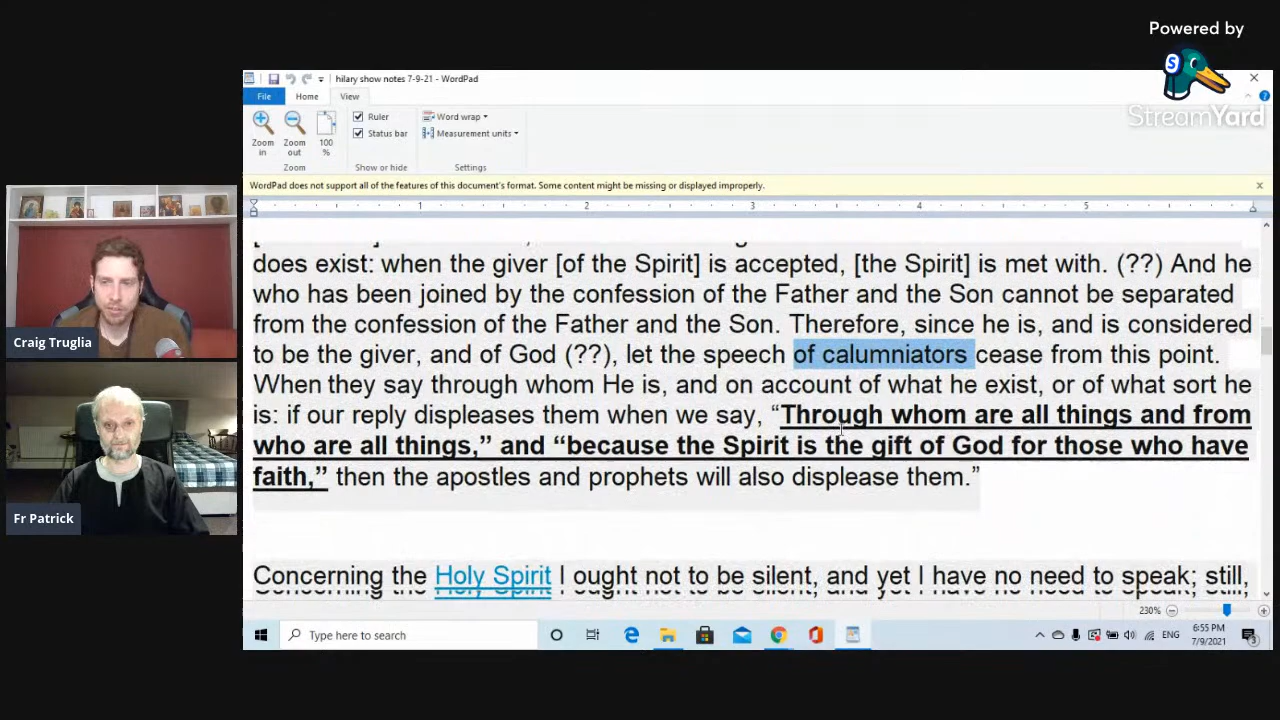 Powered by
S
StreamYard
hilary show notes 7-9-21 - WordPad
File Home View
Zoom in
Zoom out
100 %
Zoom
Ruler
Status bar
Show or hide
Word wrap
Measurement units
Settings
WordPad does not support all of the features of this document's format. Some content might be missing or displayed improperly.
1 2 3 4 5
does exist: when the giver [of the Spirit] is accepted, [the Spirit] is met with. (??) And he
who has been joined by the confession of the Father and the Son cannot be separated
from the confession of the Father and the Son. Therefore, since he is, and is considered
to be the giver, and of God (??), let the speech of calumniators cease from this point.
When they say through whom He is, and on account of what he exist, or of what sort he
is: if our reply displeases them when we say, “Through whom are all things and from
who are all things,” and “because the Spirit is the gift of God for those who have
faith,” then the apostles and prophets will also displease them.”
Concerning the Holy Spirit I ought not to be silent, and yet I have no need to speak; still,
Craig Truglia
Fr Patrick
230%
Type here to search
ENG
6:55 PM
7/9/2021
3